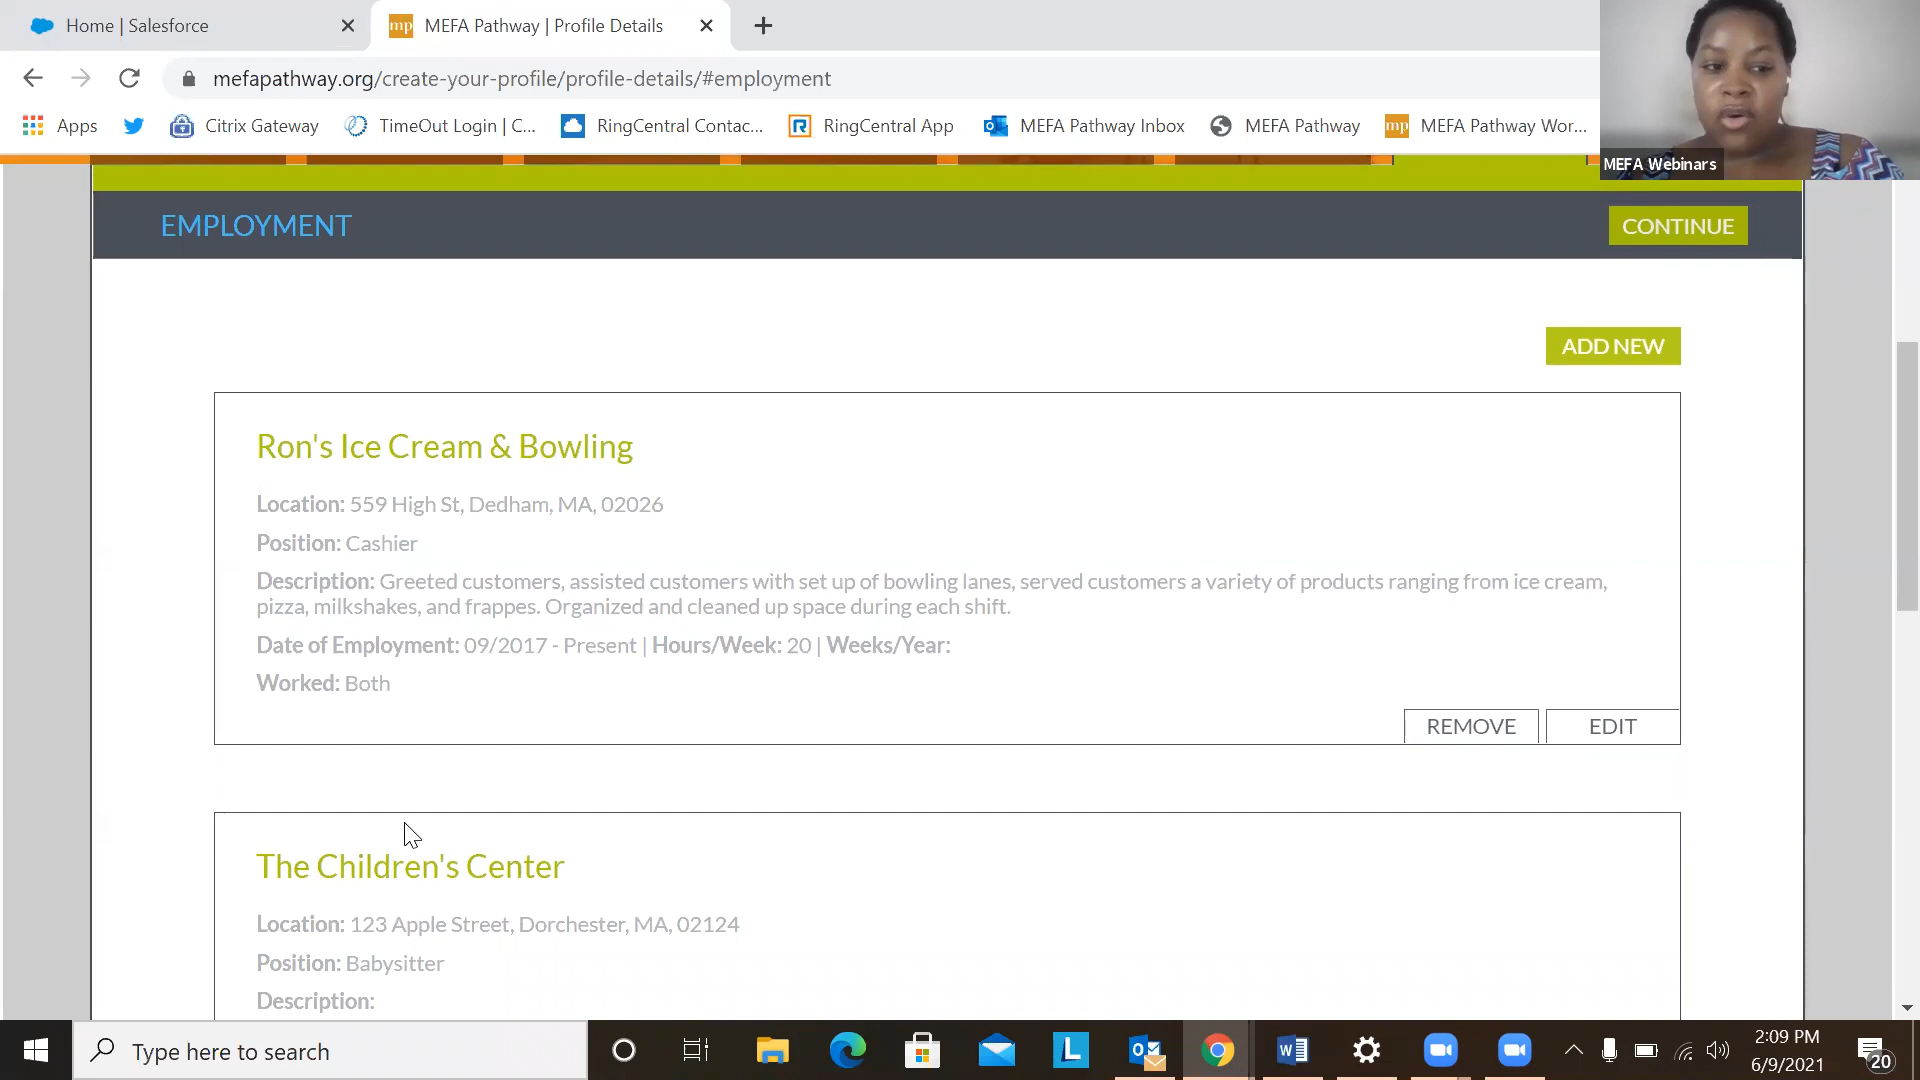 Home | Salesforce
mp MEFA Pathway | Profile Details
mefapathway.org/create-your-profile/profile-details/#employment
Apps
Citrix Gateway
TimeOut Login | C...
RingCentral Contac...
R RingCentral App
MEFA Pathway Inbox
MEFA Pathway
mp MEFA Pathway Wor...
MEFA Webinars
EMPLOYMENT
CONTINUE
ADD NEW
Ron's Ice Cream & Bowling
Location: 559 High St, Dedham, MA, 02026
Position: Cashier
Description: Greeted customers, assisted customers with set up of bowling lanes, served customers a variety of products ranging from ice cream,
pizza, milkshakes, and frappes. Organized and cleaned up space during each shift.
Date of Employment: 09/2017 - Present | Hours/Week: 20 | Weeks/Year:
Worked: Both
REMOVE
EDIT
The Children's Center
Location: 123 Apple Street, Dorchester, MA, 02124
Position: Babysitter
Description:
Type here to search
L
2:09 PM
6/9/2021
20